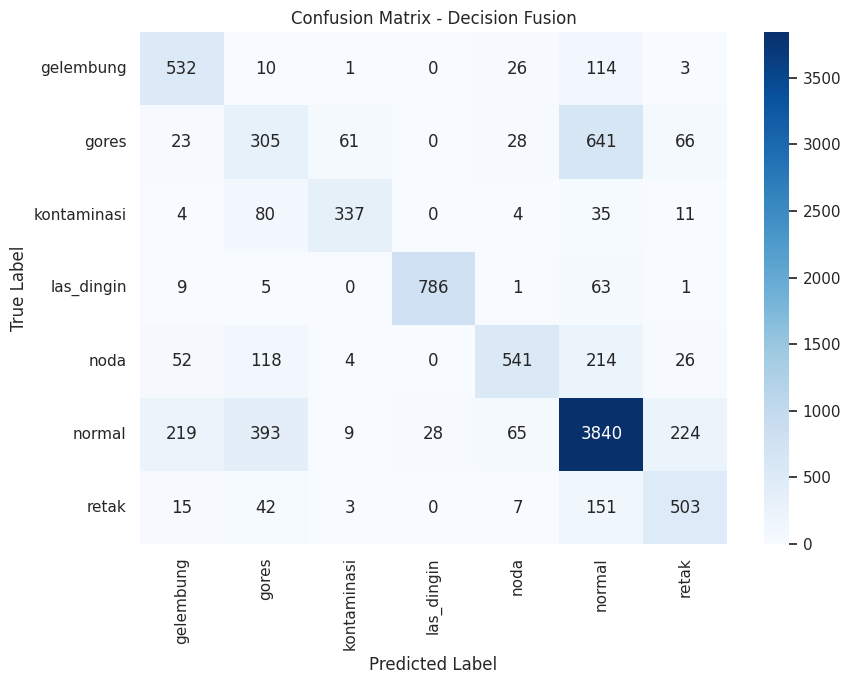 Confusion Matrix - Decision Fusion
True Label
gelembung 532 10 1 0 26 114 3
gores 23 305 61 0 28 641 66
kontaminasi 4 80 337 0 4 35 11
las_dingin 9 5 0 786 1 63 1
noda 52 118 4 0 541 214 26
normal 219 393 9 28 65 3840 224
retak 15 42 3 0 7 151 503
gelembung gores kontaminasi las_dingin noda normal retak
Predicted Label
3500
3000
2500
2000
1500
1000
500
0